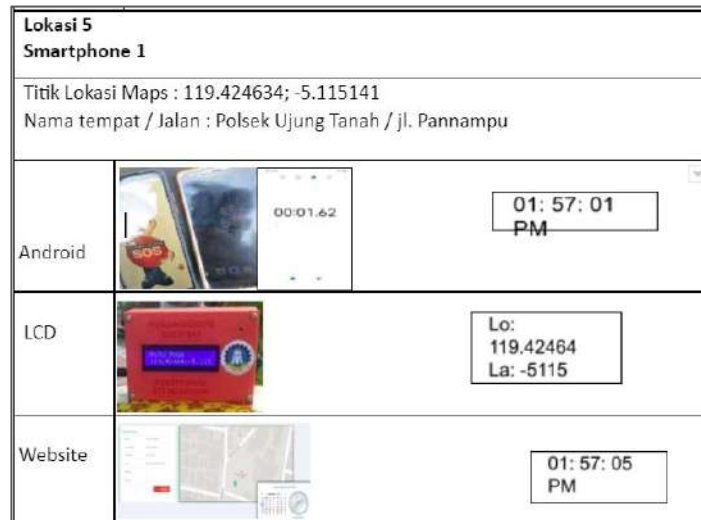 Lokasi 5
Smartphone 1
Titik Lokasi Maps : 119.424634; -5.115141
Nama tempat / Jalan : Polsek Ujung Tanah / jl. Pannampu
Android
SOS
00:01.62
01: 57: 01
PM
LCD
Lo:
119.42464
La: -5115
Website
01: 57: 05
PM